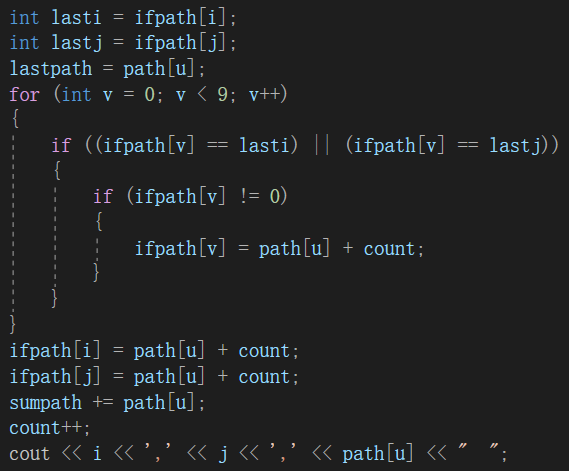 int lasti = ifpath[i];
int lastj = ifpath[j];
lastpath = path[u];
for (int v = 0; v < 9; v++)
{
    if ((ifpath[v] == lasti) || (ifpath[v] == lastj))
    {
        if (ifpath[v] != 0)
        {
            ifpath[v] = path[u] + count;
        }
    }
}
ifpath[i] = path[u] + count;
ifpath[j] = path[u] + count;
sumpath += path[u];
count++;
cout << i << ',' << j << ',' << path[u] << "  ";